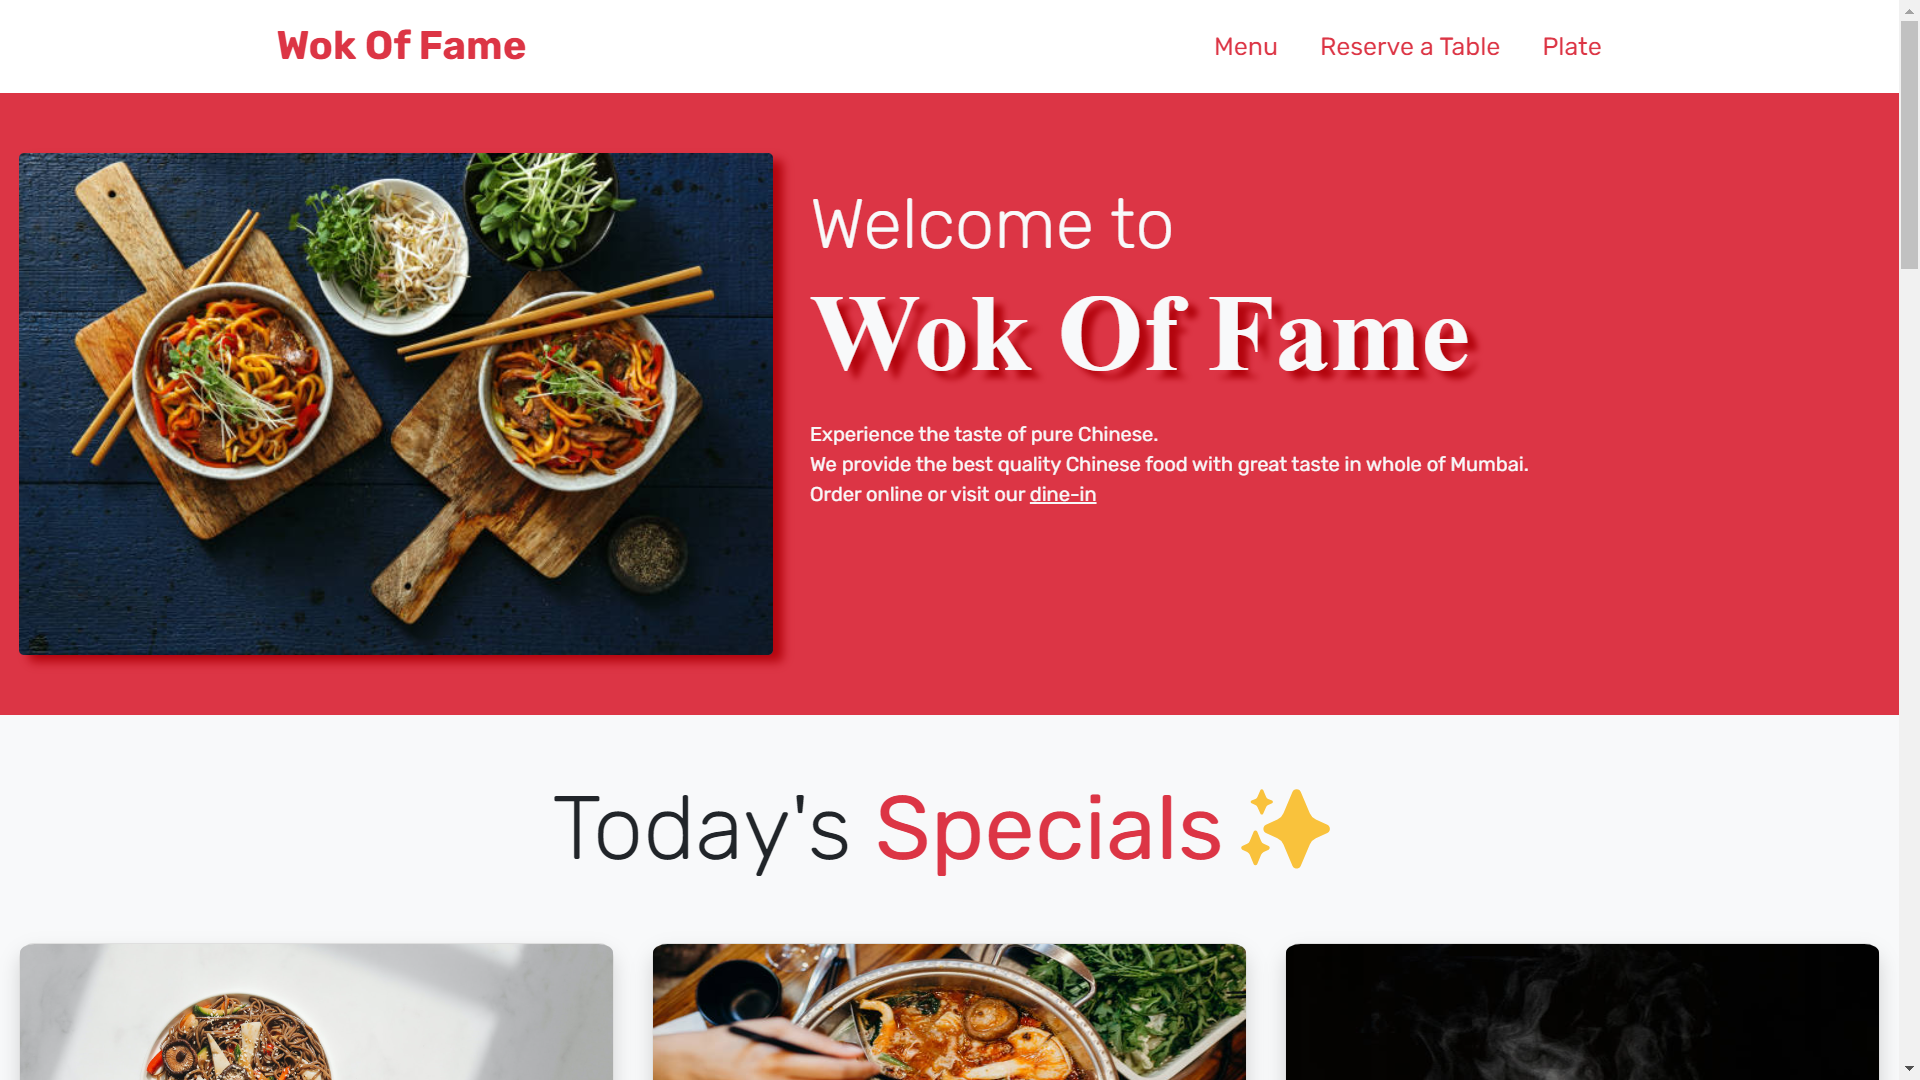 Wok Of Fame
Menu
Reserve a Table
Plate
Welcome to
Wok Of Fame
Experience the taste of pure Chinese.
We provide the best quality Chinese food with great taste in whole of Mumbai.
Order online or visit our dine-in
Today's Specials ✨